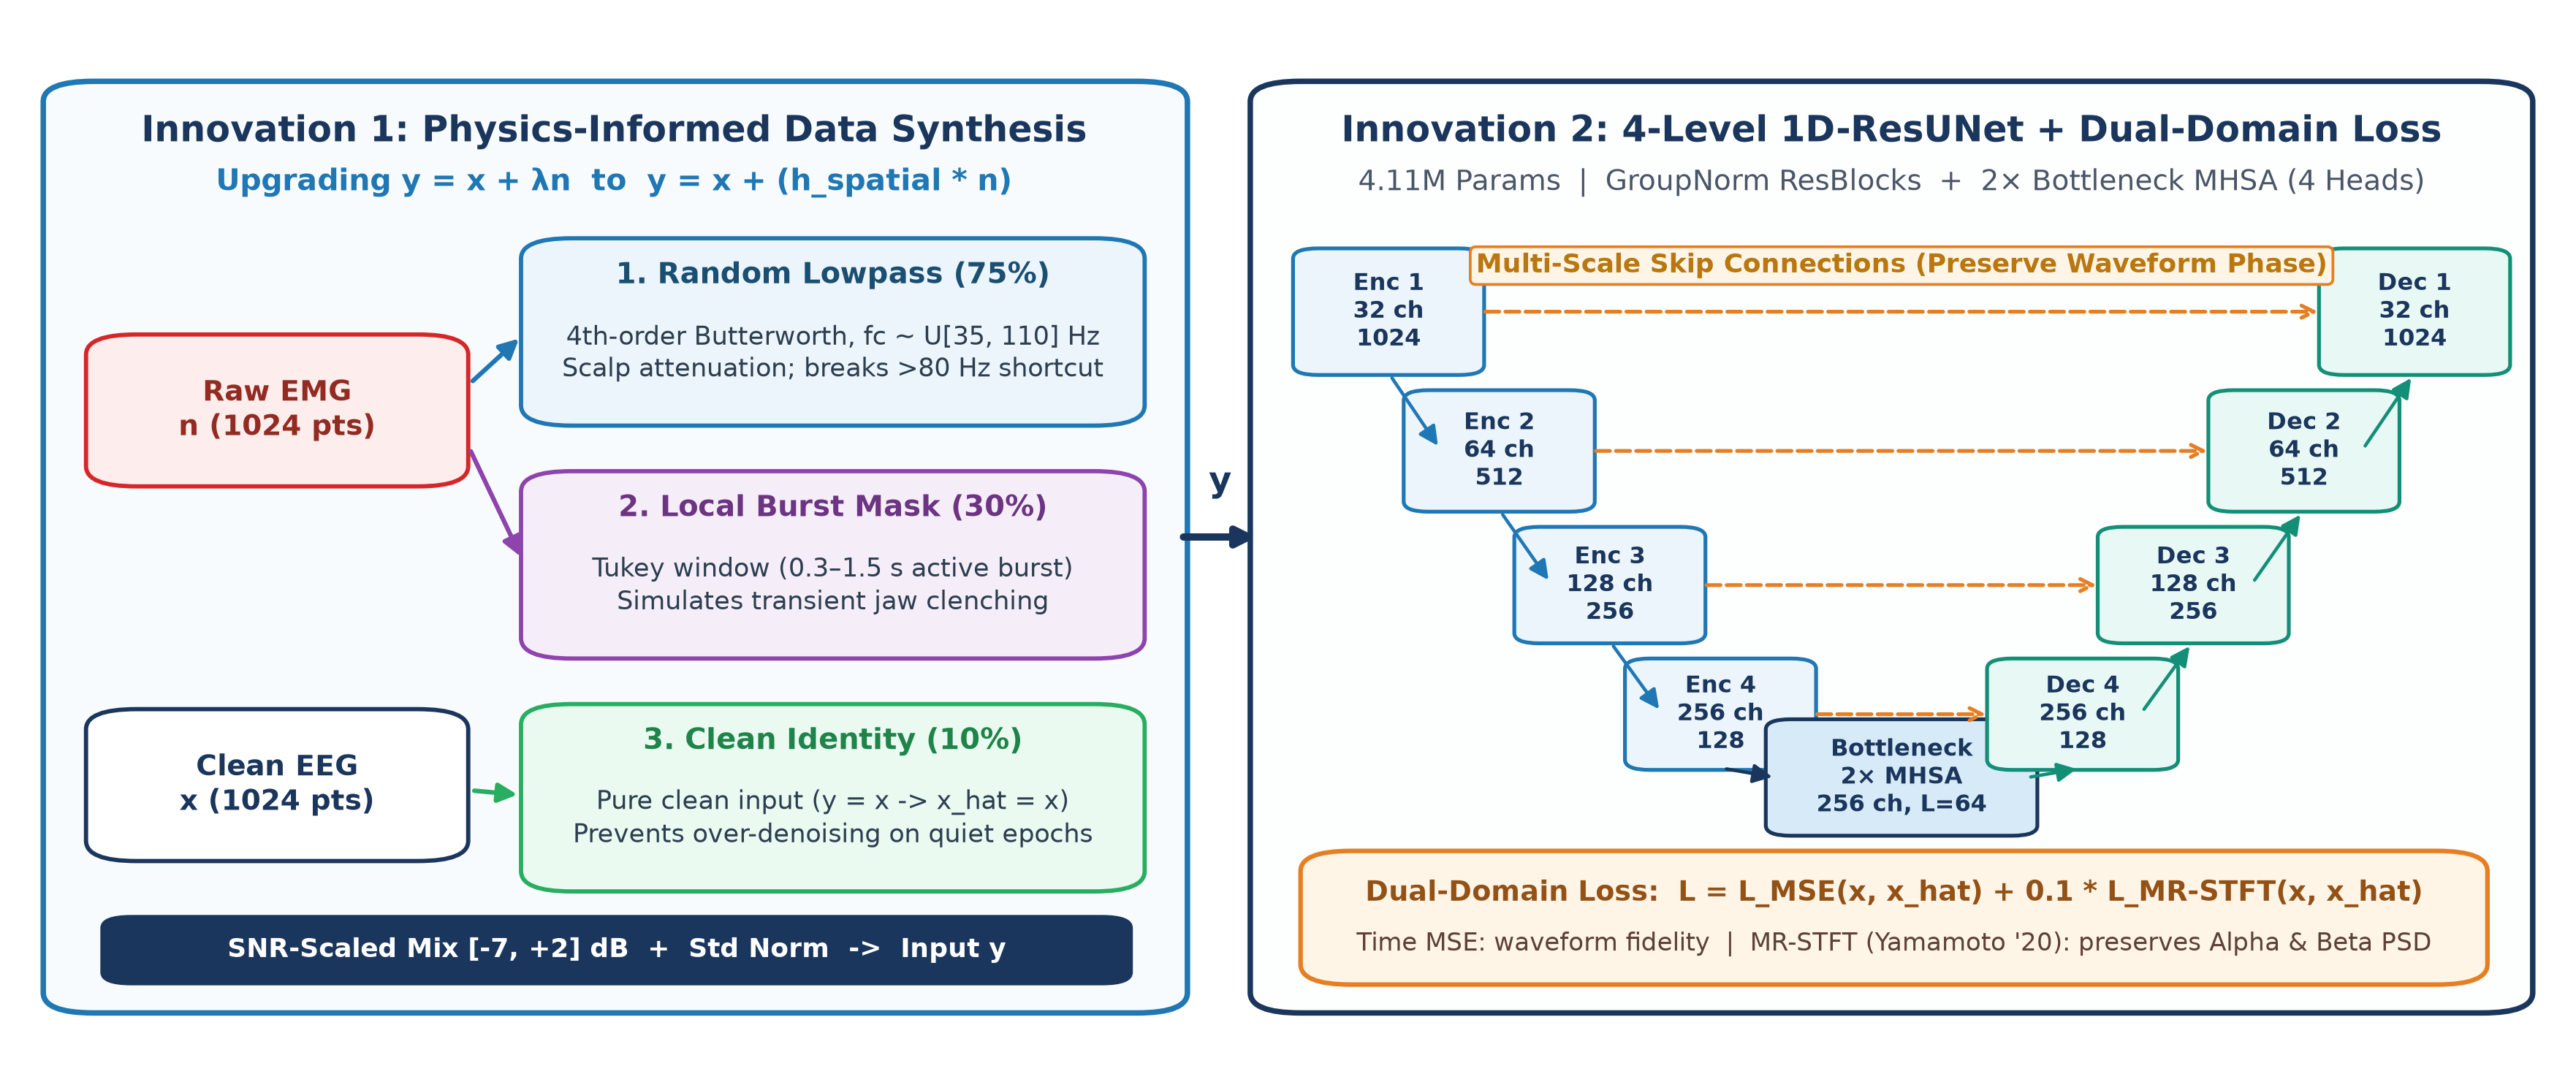 Innovation 1: Physics-Informed Data Synthesis
Upgrading y = x + λn  to  y = x + (h_spatial * n)
Raw EMG
n (1024 pts)
1. Random Lowpass (75%)
4th-order Butterworth, fc ~ U[35, 110] Hz
Scalp attenuation; breaks >80 Hz shortcut
2. Local Burst Mask (30%)
Tukey window (0.3–1.5 s active burst)
Simulates transient jaw clenching
Clean EEG
x (1024 pts)
3. Clean Identity (10%)
Pure clean input (y = x -> x_hat = x)
Prevents over-denoising on quiet epochs
SNR-Scaled Mix [-7, +2] dB  +  Std Norm  ->  Input y
y
Innovation 2: 4-Level 1D-ResUNet + Dual-Domain Loss
4.11M Params  |  GroupNorm ResBlocks  +  2× Bottleneck MHSA (4 Heads)
Multi-Scale Skip Connections (Preserve Waveform Phase)
Enc 1
32 ch
1024
Dec 1
32 ch
1024
Enc 2
64 ch
512
Dec 2
64 ch
512
Enc 3
128 ch
256
Dec 3
128 ch
256
Enc 4
256 ch
128
Dec 4
256 ch
128
Bottleneck
2× MHSA
256 ch, L=64
Dual-Domain Loss:  L = L_MSE(x, x_hat) + 0.1 * L_MR-STFT(x, x_hat)
Time MSE: waveform fidelity  |  MR-STFT (Yamamoto '20): preserves Alpha & Beta PSD